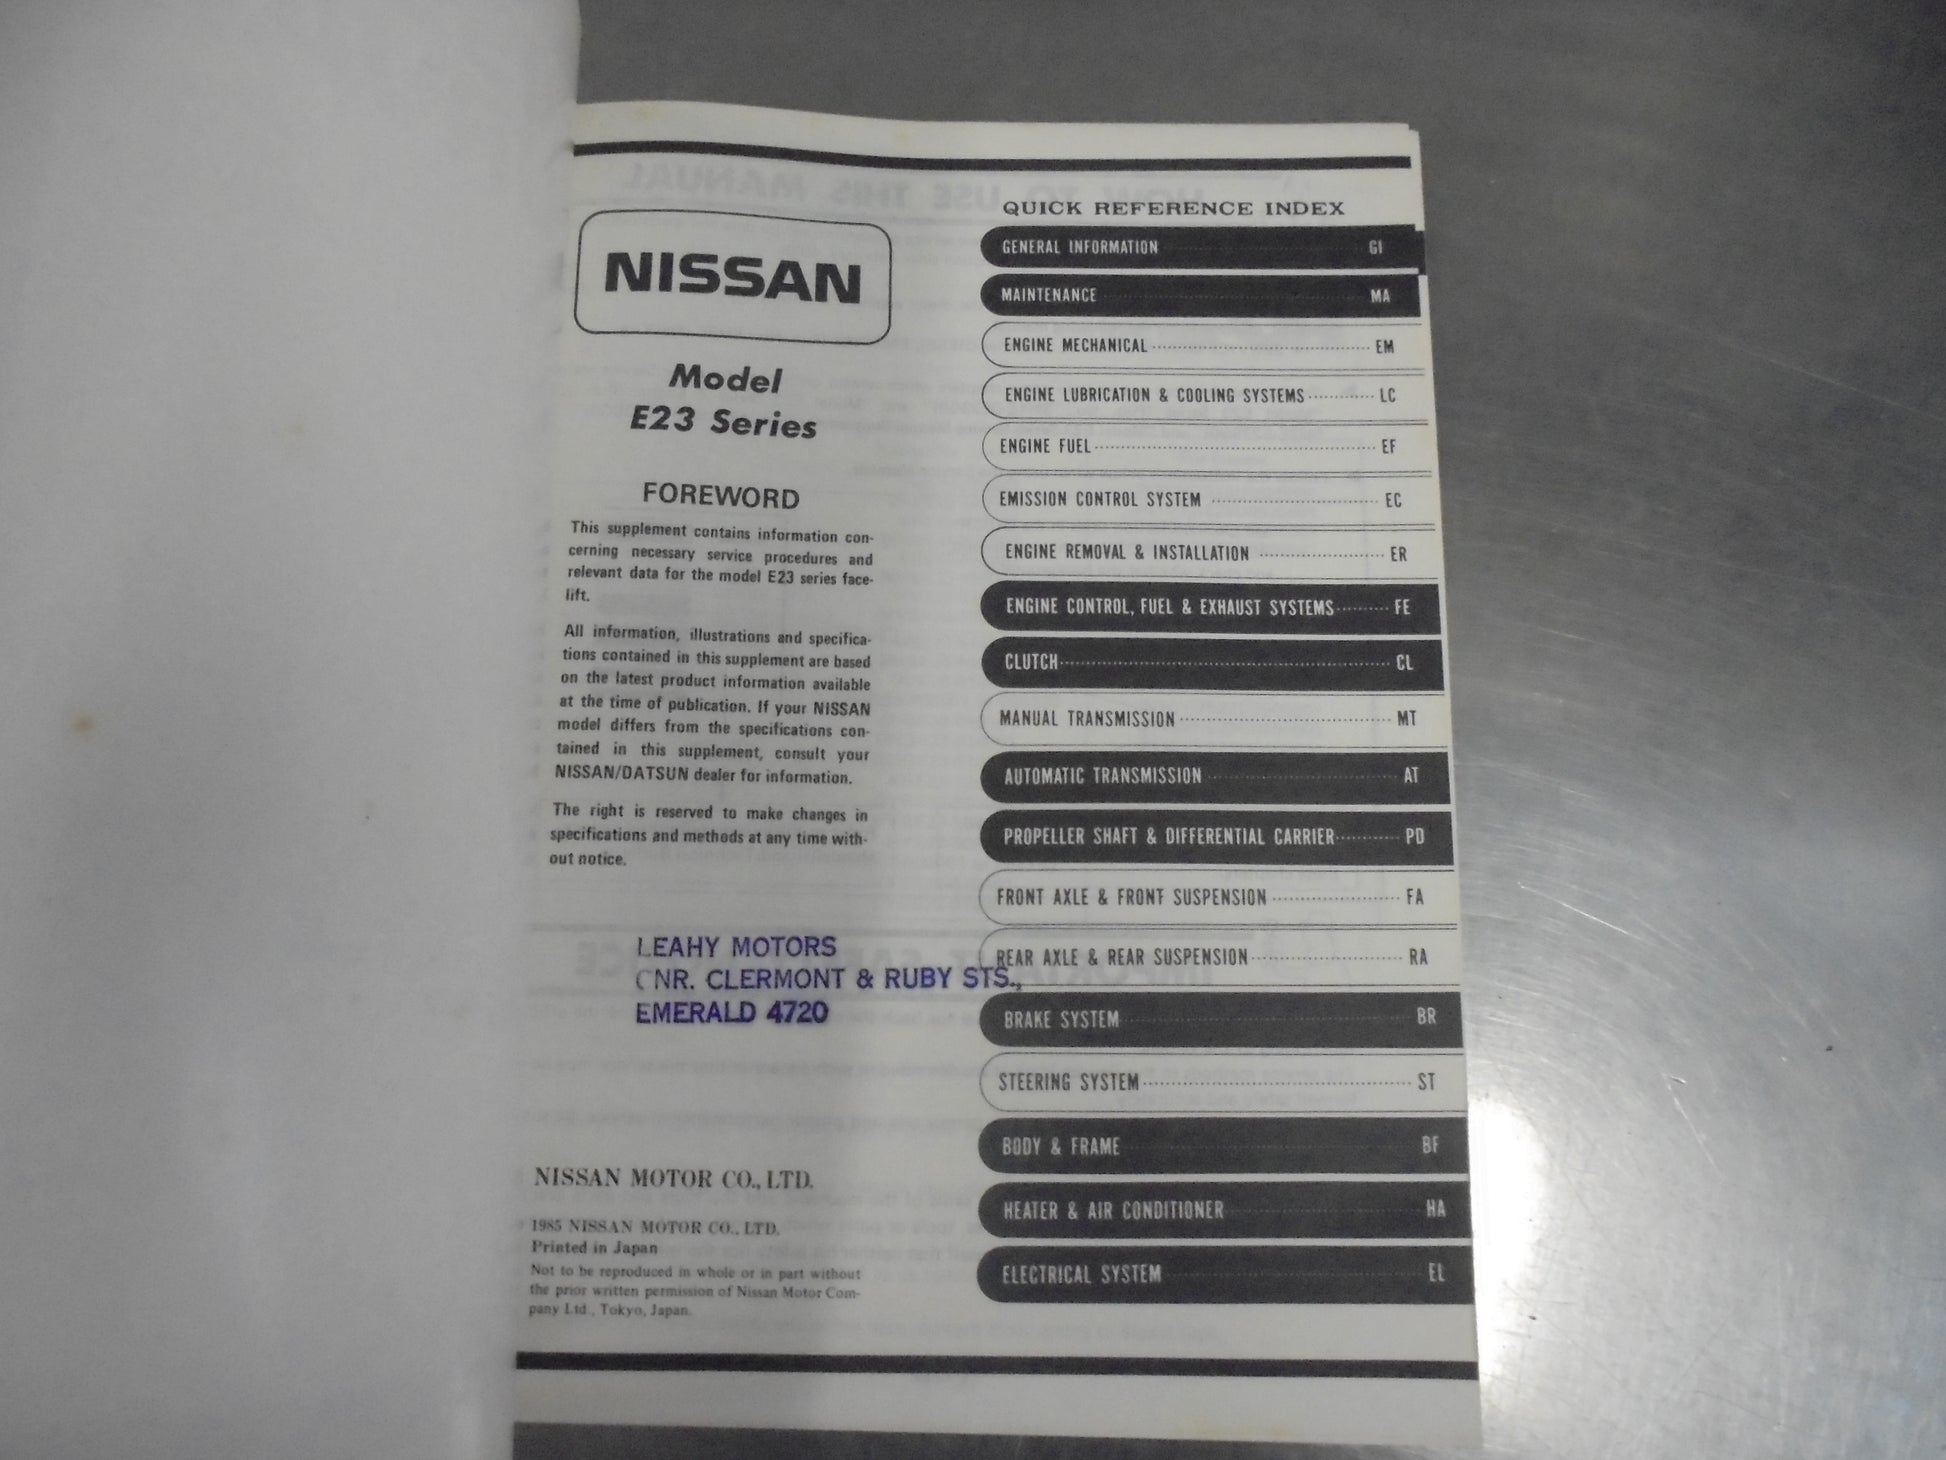 NISSAN
Model
E23 Series
FOREWORD
This supplement contains information con-
cerning necessary service procedures and
relevant data for the model E23 series face-
lift.
All information, illustrations and specifica-
tions contained in this supplement are based
on the latest product information available
at the time of publication. If your NISSAN
model differs from the specifications con-
tained in this supplement, consult your
NISSAN/DATSUN dealer for information.
The right is reserved to make changes in
specifications and methods at any time with-
out notice.
LEAHY MOTORS
CNR. CLERMONT & RUBY STS.,
EMERALD 4720
NISSAN MOTOR CO., LTD.
1985 NISSAN MOTOR CO., LTD.
Printed in Japan
Not to be reproduced in whole or in part without
the prior written permission of Nissan Motor Com-
pany Ltd., Tokyo, Japan.
QUICK REFERENCE INDEX
GENERAL INFORMATION GI
MAINTENANCE MA
ENGINE MECHANICAL EM
ENGINE LUBRICATION & COOLING SYSTEMS LC
ENGINE FUEL EF
EMISSION CONTROL SYSTEM EC
ENGINE REMOVAL & INSTALLATION ER
ENGINE CONTROL, FUEL & EXHAUST SYSTEMS FE
CLUTCH CL
MANUAL TRANSMISSION MT
AUTOMATIC TRANSMISSION AT
PROPELLER SHAFT & DIFFERENTIAL CARRIER PD
FRONT AXLE & FRONT SUSPENSION FA
REAR AXLE & REAR SUSPENSION RA
BRAKE SYSTEM BR
STEERING SYSTEM ST
BODY & FRAME BF
HEATER & AIR CONDITIONER HA
ELECTRICAL SYSTEM EL